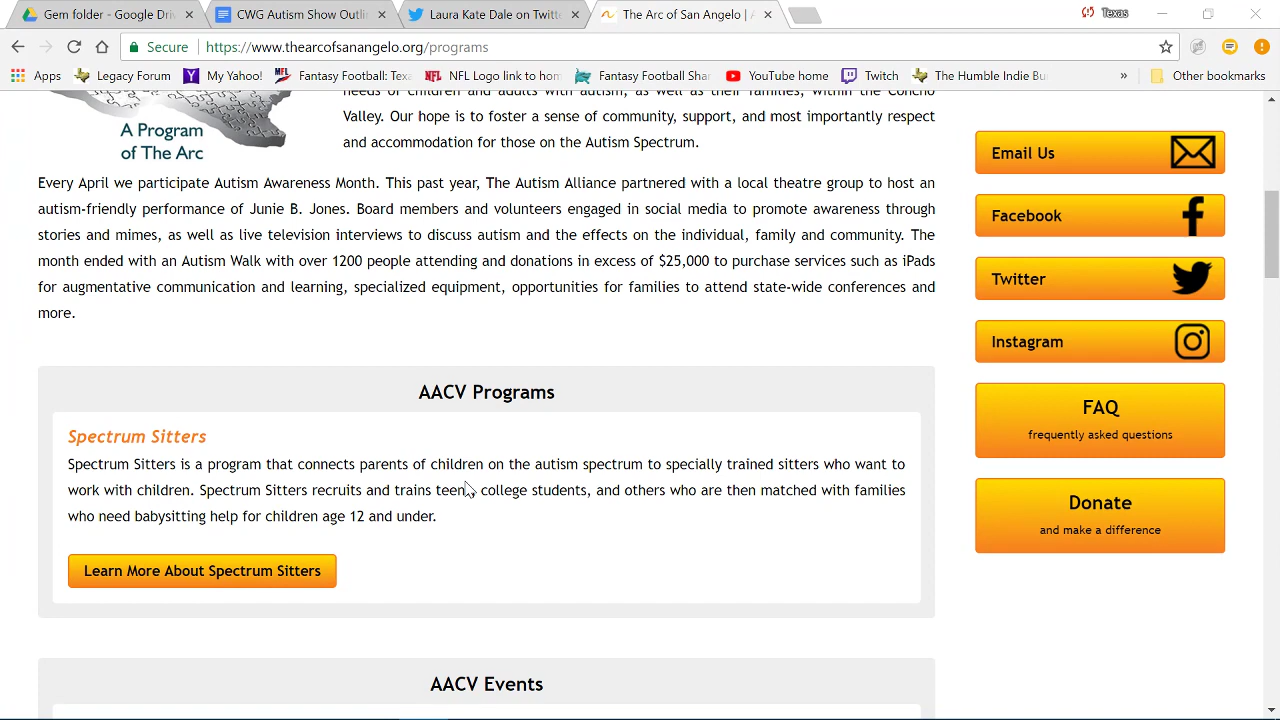 Gem folder - Google Driv
CWG Autism Show Outli
Laura Kate Dale on Twitte
The Arc of San Angelo | A
Texas
Secure
https://www.thearcofsanangelo.org/programs
Apps
Legacy Forum
My Yahoo!
Fantasy Football: Texa
NFL Logo link to hom
Fantasy Football Sho
YouTube home
Twitch
The Humble Indie Bu
»
Other bookmarks
needs of children and adults with autism, as well as their families, within the Concho
Valley. Our hope is to foster a sense of community, support, and most importantly respect
and accommodation for those on the Autism Spectrum.
A Program
of The Arc
Every April we participate Autism Awareness Month. This past year, The Autism Alliance partnered with a local theatre group to host an
autism-friendly performance of Junie B. Jones. Board members and volunteers engaged in social media to promote awareness through
stories and mimes, as well as live television interviews to discuss autism and the effects on the individual, family and community. The
month ended with an Autism Walk with over 1200 people attending and donations in excess of $25,000 to purchase services such as iPads
for augmentative communication and learning, specialized equipment, opportunities for families to attend state-wide conferences and
more.
AACV Programs
Spectrum Sitters
Spectrum Sitters is a program that connects parents of children on the autism spectrum to specially trained sitters who want to
work with children. Spectrum Sitters recruits and trains teens, college students, and others who are then matched with families
who need babysitting help for children age 12 and under.
Learn More About Spectrum Sitters
AACV Events
Email Us
Facebook
Twitter
Instagram
FAQ
frequently asked questions
Donate
and make a difference